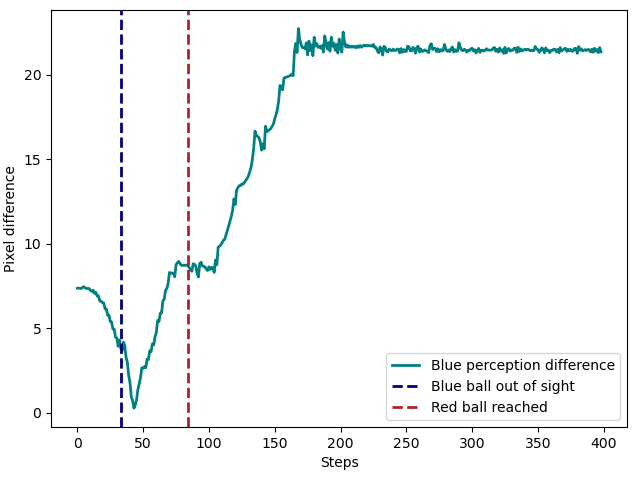 Pixel difference
20
15
10
5
0
0 50 100 150 200 250 300 350 400
Steps
Blue perception difference
Blue ball out of sight
Red ball reached